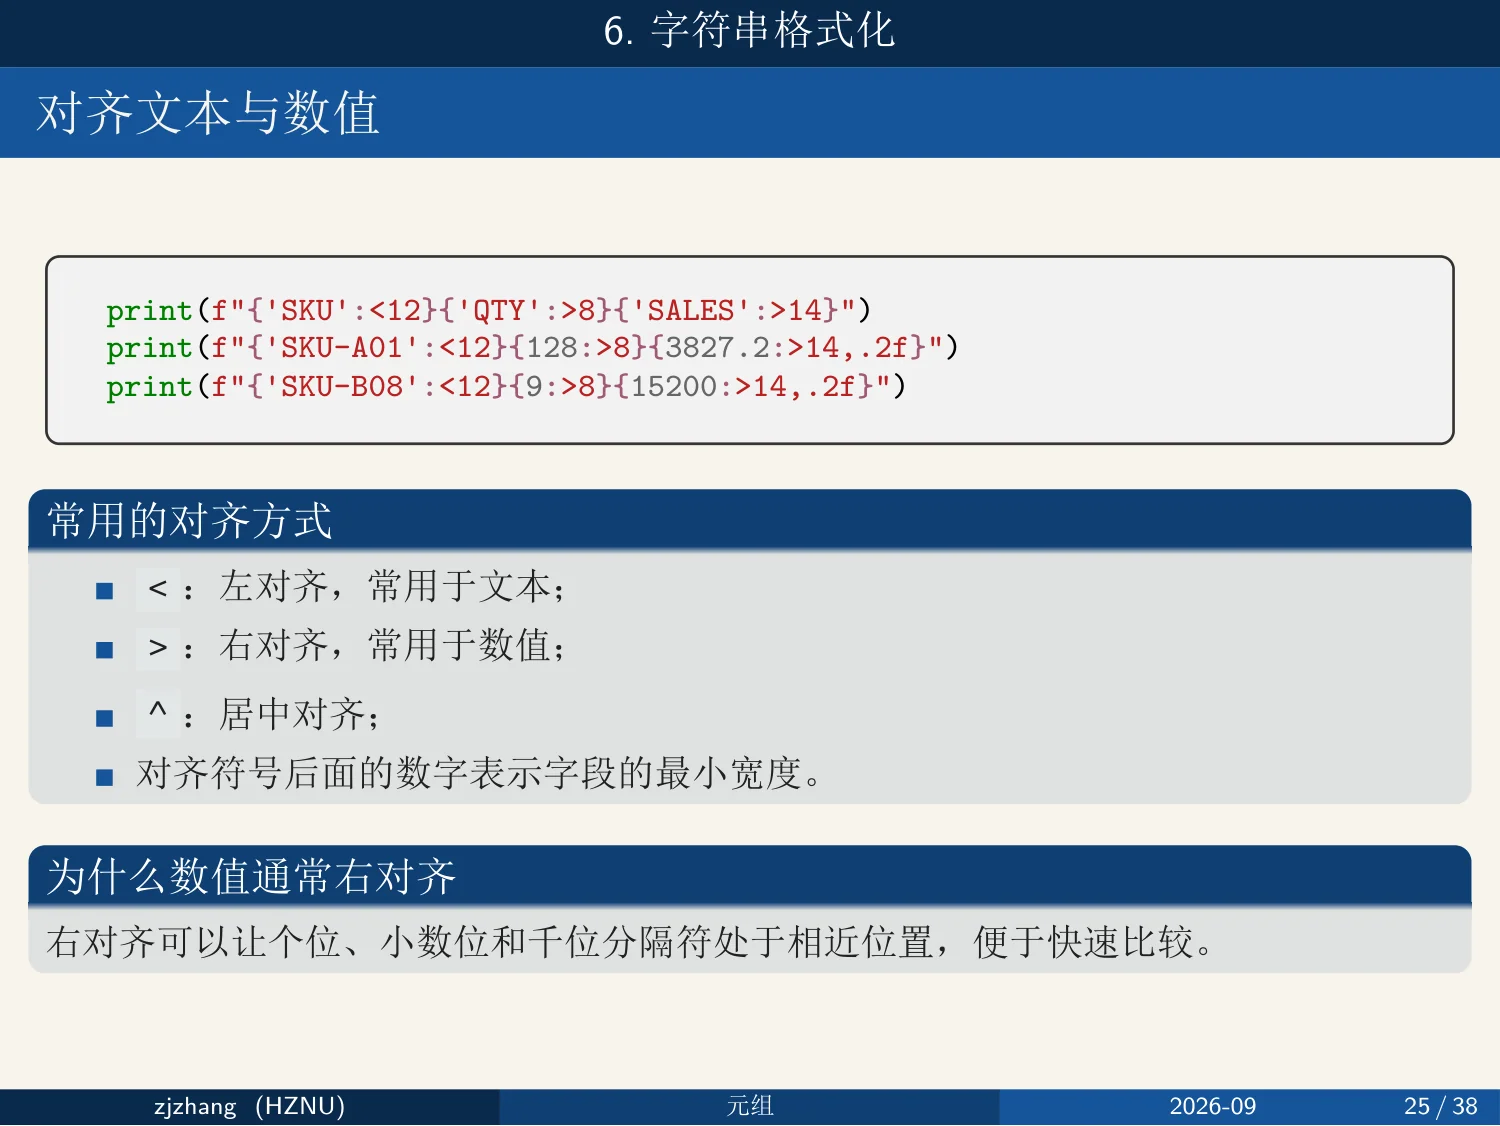 6. 字符串格式化
对齐文本与数值
print(f"{'SKU':<12}{'QTY':>8}{'SALES':>14}")
print(f"{'SKU-A01':<12}{128:>8}{3827.2:>14,.2f}")
print(f"{'SKU-B08':<12}{9:>8}{15200:>14,.2f}")
常用的对齐方式
<：左对齐，常用于文本；
>：右对齐，常用于数值；
^：居中对齐；
对齐符号后面的数字表示字段的最小宽度。
为什么数值通常右对齐
右对齐可以让个位、小数位和千位分隔符处于相近位置，便于快速比较。
zjzhang (HZNU) 元组 2026-09 25 / 38